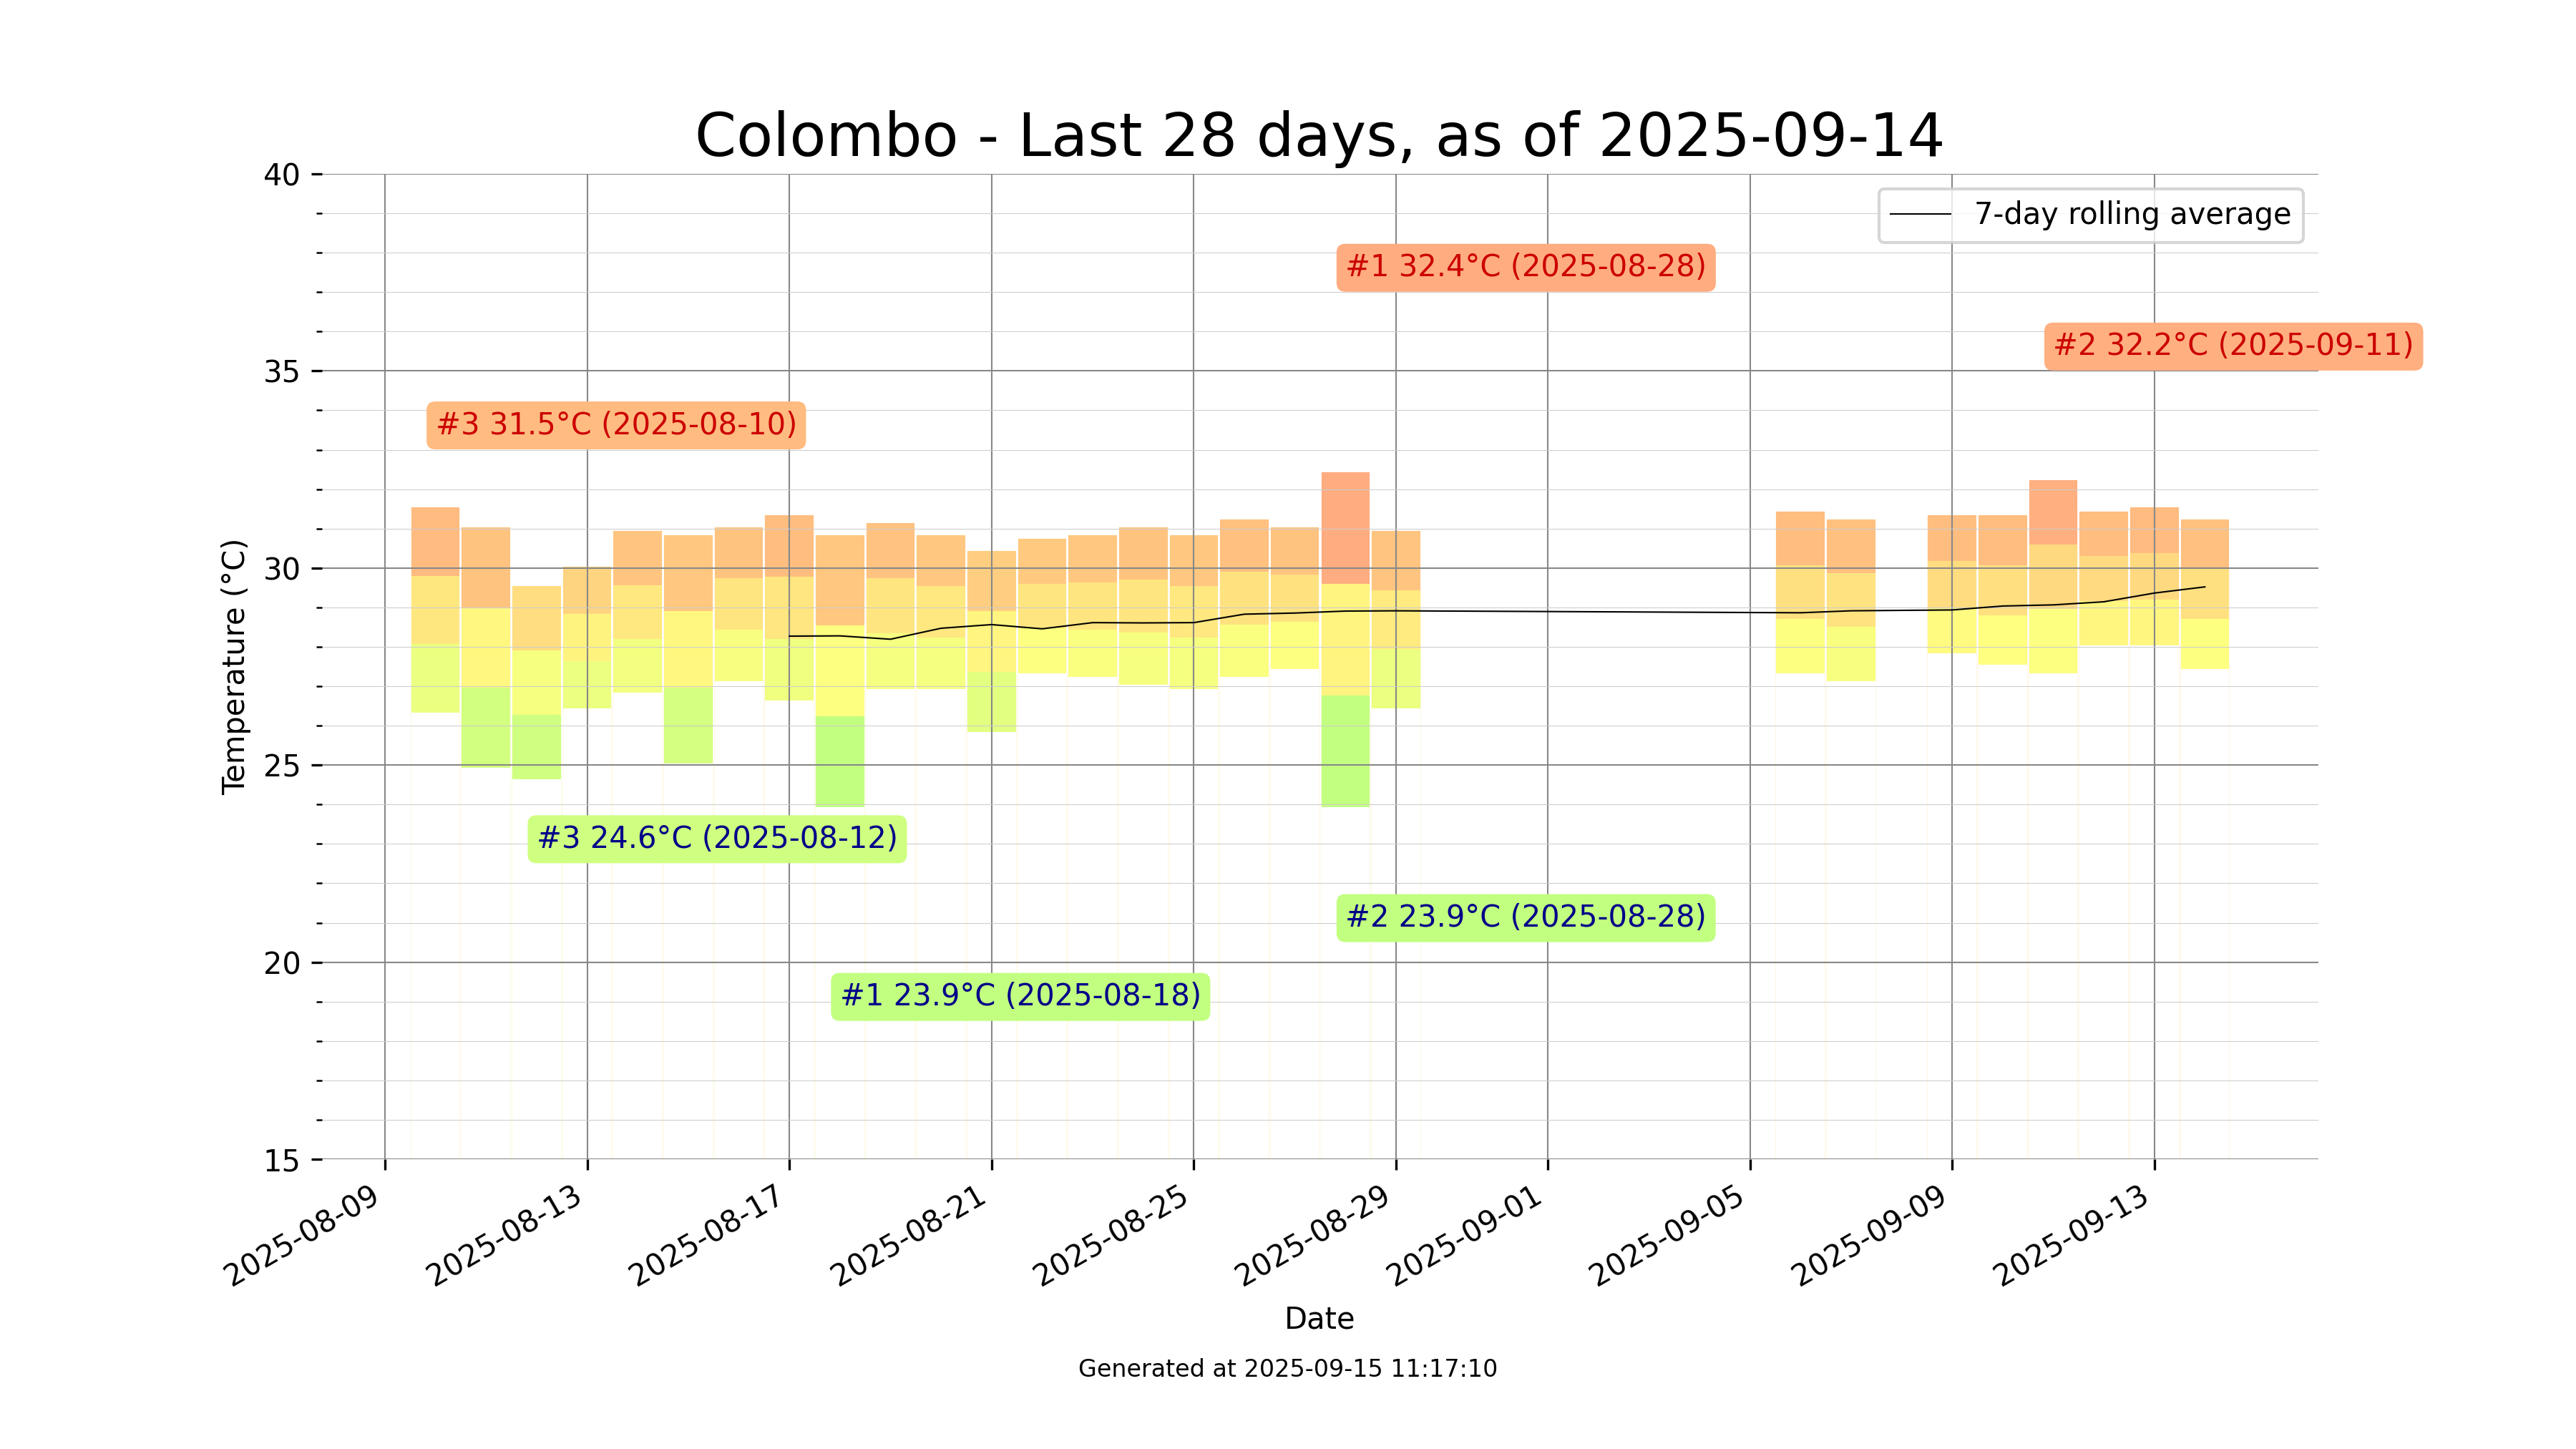 Colombo - Last 28 days, as of 2025-09-14
7-day rolling average
#1 32.4°C (2025-08-28)
#2 32.2°C (2025-09-11)
#3 31.5°C (2025-08-10)
#3 24.6°C (2025-08-12)
#2 23.9°C (2025-08-28)
#1 23.9°C (2025-08-18)
Temperature (°C)
40
35
30
25
20
15
2025-08-09
2025-08-13
2025-08-17
2025-08-21
2025-08-25
2025-08-29
2025-09-01
2025-09-05
2025-09-09
2025-09-13
Date
Generated at 2025-09-15 11:17:10